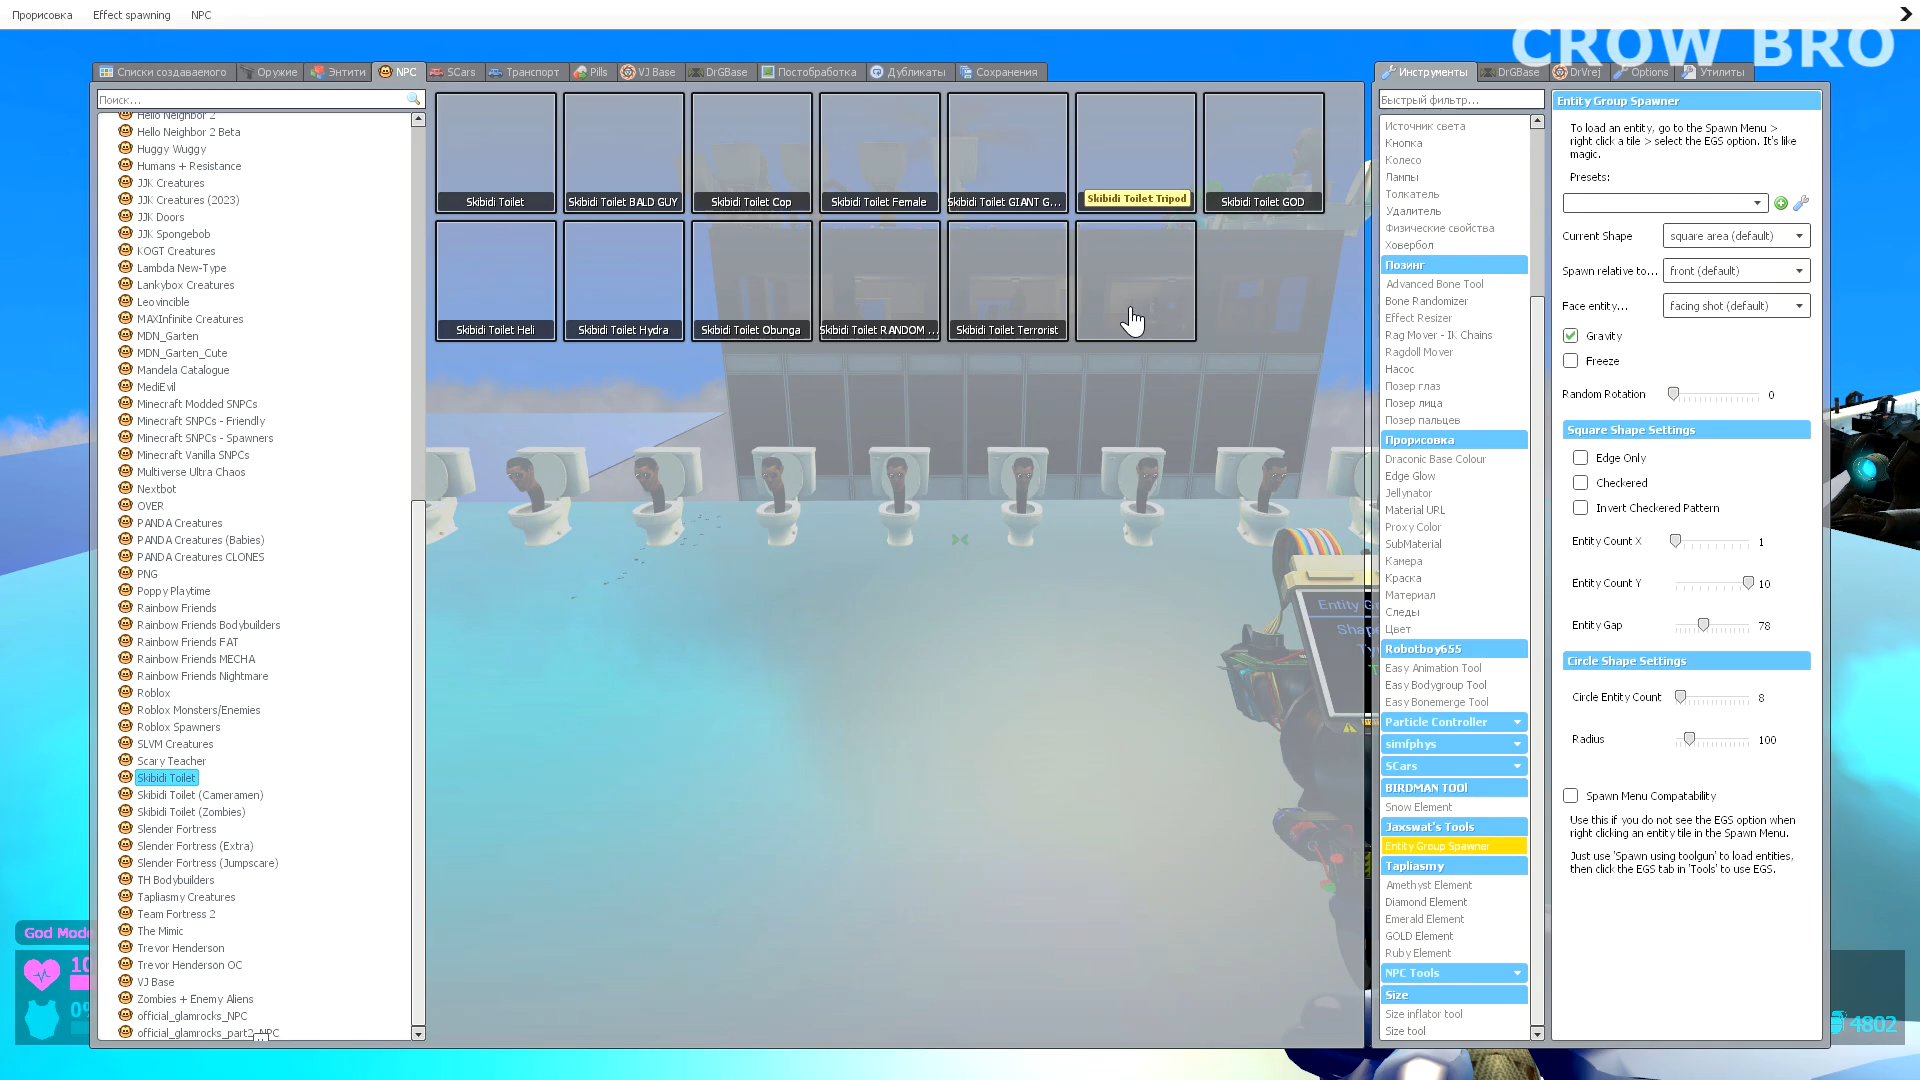 Прорисовка Effect spawning NPC
CROW BRO
Списки создаваемого Оружие Энтити NPC SCars Транспорт Pills VJ Base DrGBase Постобработка Дубликаты Сохранения
Инструменты DrGBase DrVrej Options Утилиты
Поиск...
Hello Neighbor 2
Hello Neighbor 2 Beta
Huggy Wuggy
Humans + Resistance
JJK Creatures
JJK Creatures (2023)
JJK Doors
JJK Spongebob
KOGT Creatures
Lambda New-Type
Lankybox Creatures
Leovincible
MAXInfinite Creatures
MDN_Garten
MDN_Garten_Cute
Mandela Catalogue
MediEvil
Minecraft Modded SNPCs
Minecraft SNPCs - Friendly
Minecraft SNPCs - Spawners
Minecraft Vanilla SNPCs
Multiverse Ultra Chaos
Nextbot
OVER
PANDA Creatures
PANDA Creatures (Babies)
PANDA Creatures CLONES
PNG
Poppy Playtime
Rainbow Friends
Rainbow Friends Bodybuilders
Rainbow Friends FAT
Rainbow Friends MECHA
Rainbow Friends Nightmare
Roblox
Roblox Monsters/Enemies
Roblox Spawners
SLVM Creatures
Scary Teacher
Skibidi Toilet
Skibidi Toilet (Cameramen)
Skibidi Toilet (Zombies)
Slender Fortress
Slender Fortress (Extra)
Slender Fortress (Jumpscare)
TH Bodybuilders
Tapliasmy Creatures
Team Fortress 2
The Mimic
Trevor Henderson
Trevor Henderson OC
VJ Base
Zombies + Enemy Aliens
official_glamrocks_NPC
official_glamrocks_part2_NPC
Skibidi Toilet
Skibidi Toilet BALD GUY
Skibidi Toilet Cop
Skibidi Toilet Female
Skibidi Toilet GIANT G...
Skibidi Toilet Tripod
Skibidi Toilet GOD
Skibidi Toilet Heli
Skibidi Toilet Hydra
Skibidi Toilet Obunga
Skibidi Toilet RANDOM ...
Skibidi Toilet Terrorist
God Mode
10
0%
Entity G
Shape
Ty
Быстрый фильтр...
Источник света
Кнопка
Колесо
Лампы
Толкатель
Удалитель
Физические свойства
Ховербол
Позинг
Advanced Bone Tool
Bone Randomizer
Effect Resizer
Rag Mover - IK Chains
Ragdoll Mover
Насос
Позер глаз
Позер лица
Позер пальцев
Прорисовка
Draconic Base Colour
Edge Glow
Jellynator
Material URL
Proxy Color
SubMaterial
Камера
Краска
Материал
Следы
Цвет
Robotboy655
Easy Animation Tool
Easy Bodygroup Tool
Easy Bonemerge Tool
Particle Controller
simfphys
SCars
BIRDMAN TOOl
Snow Element
Jaxswat's Tools
Entity Group Spawner
Tapliasmy
Amethyst Element
Diamond Element
Emerald Element
GOLD Element
Ruby Element
NPC Tools
Size
Size inflator tool
Size tool
Entity Group Spawner
To load an entity, go to the Spawn Menu >
right click a tile > select the EGS option. It's like
magic.
Presets:
Current Shape square area (default)
Spawn relative to... front (default)
Face entity... facing shot (default)
Gravity
Freeze
Random Rotation 0
Square Shape Settings
Edge Only
Checkered
Invert Checkered Pattern
Entity Count X 1
Entity Count Y 10
Entity Gap 78
Circle Shape Settings
Circle Entity Count 8
Radius 100
Spawn Menu Compatability
Use this if you do not see the EGS option when
right clicking an entity tile in the Spawn Menu.
Just use 'Spawn using toolgun' to load entities,
then click the EGS tab in 'Tools' to use EGS.
4802